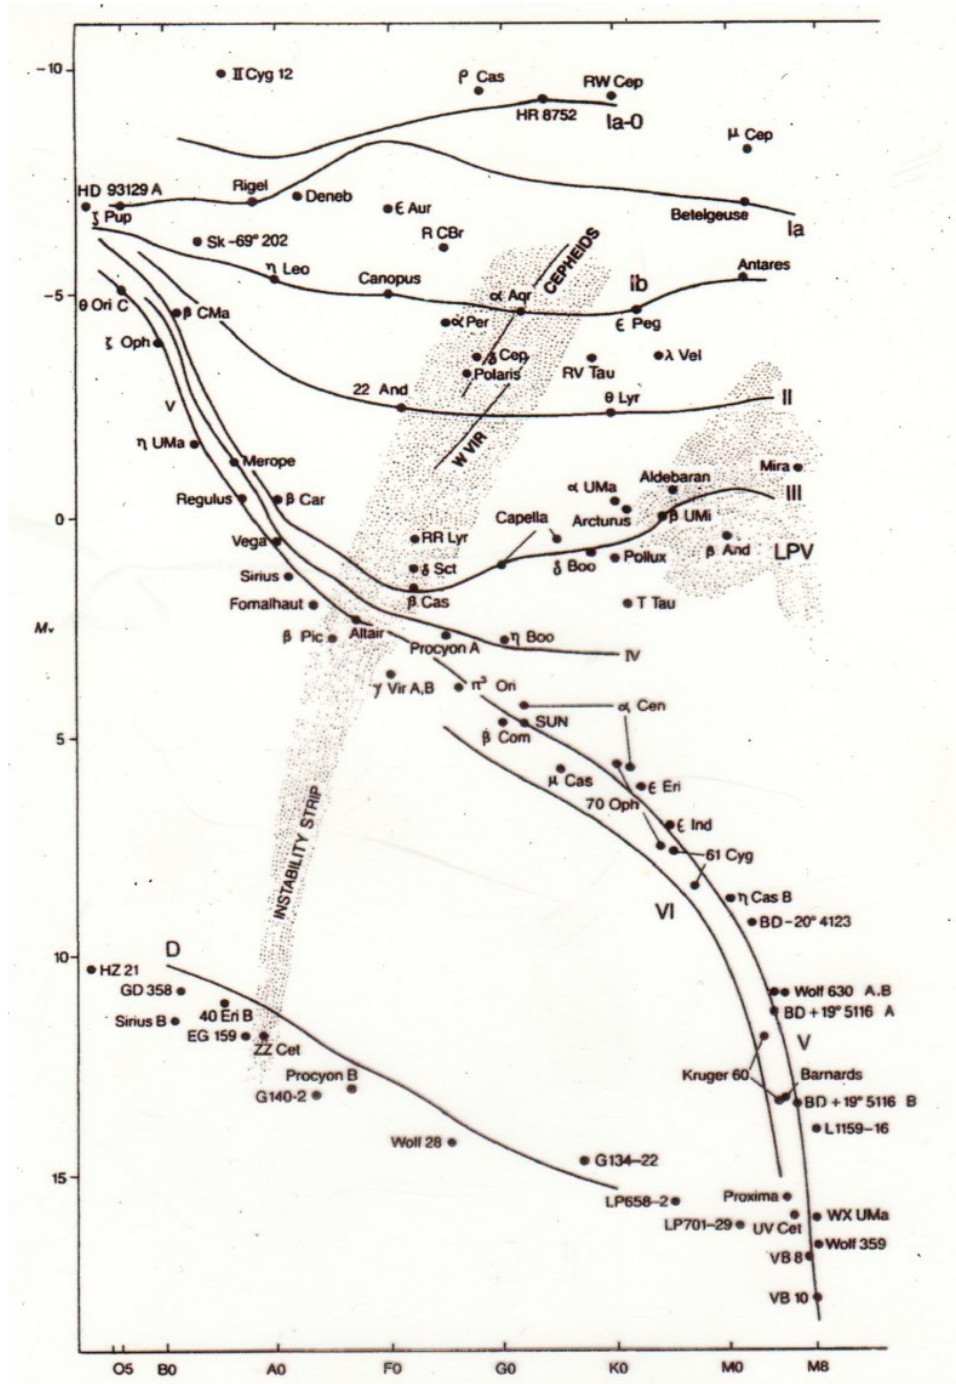 -10
II Cyg 12
ρ Cas
RW Cep
HR 8752
Ia-0
μ Cep
HD 93129 A
Rigel
Deneb
ζ Pup
ϵ Aur
Betelgeuse
Ia
R CBr
Sk -69° 202
CEPHEIDS
η Leo
Canopus
Ib
Antares
-5
α Aqr
θ Ori C
β CMa
α Per
ϵ Peg
ζ Oph
δ Cep
λ Vel
Polaris
RV Tau
22 And
θ Lyr
II
V
W VIR
η UMa
Merope
Mira
Aldebaran
α UMa
III
Regulus
β Car
Capella
Arcturus
β UMi
0
Vega
RR Lyr
β And
LPV
δ Sct
δ Boo
Pollux
Sirius
β Cas
Fomalhaut
T Tau
Mv
β Pic
Altair
Procyon A
η Boo
IV
γ Vir A,B
π³ Ori
α Cen
SUN
5
β Com
μ Cas
ϵ Eri
70 Oph
ϵ Ind
INSTABILITY STRIP
61 Cyg
η Cas B
VI
BD-20° 4123
D
10
HZ 21
GD 358
Wolf 630 A.B
40 Eri B
BD+19° 5116 A
Sirius B
EG 159
ZZ Cet
V
Procyon B
Kruger 60
Barnards
G140-2
BD+19° 5116 B
L1159-16
Wolf 28
G134-22
15
LP658-2
Proxima
LP701-29
UV Cet
WX UMa
Wolf 359
VB 8
VB 10
O5 B0 A0 F0 G0 K0 M0 M8